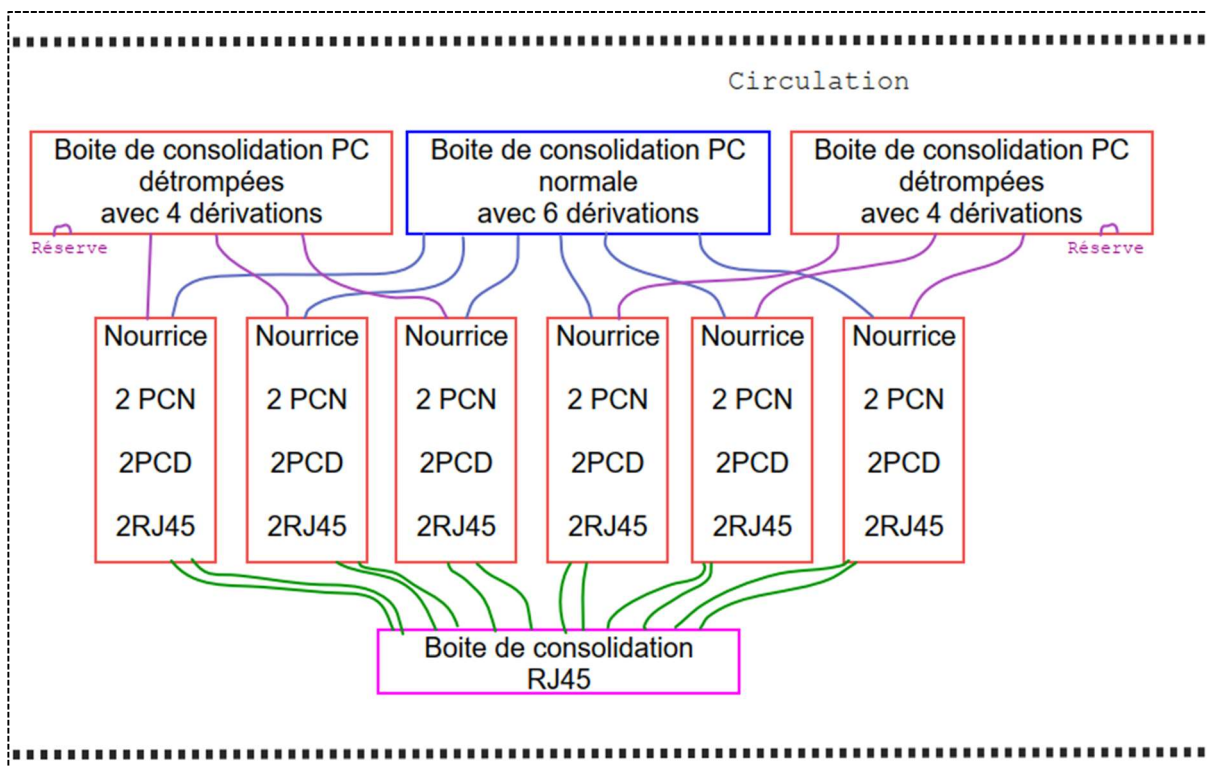 Circulation
Boite de consolidation PC
détrompées
avec 4 dérivations
Boite de consolidation PC
normale
avec 6 dérivations
Boite de consolidation PC
détrompées
avec 4 dérivations
Réserve
Réserve
Nourrice
2 PCN
2PCD
2RJ45
Nourrice
2 PCN
2PCD
2RJ45
Nourrice
2 PCN
2PCD
2RJ45
Nourrice
2 PCN
2PCD
2RJ45
Nourrice
2 PCN
2PCD
2RJ45
Nourrice
2 PCN
2PCD
2RJ45
Boite de consolidation
RJ45